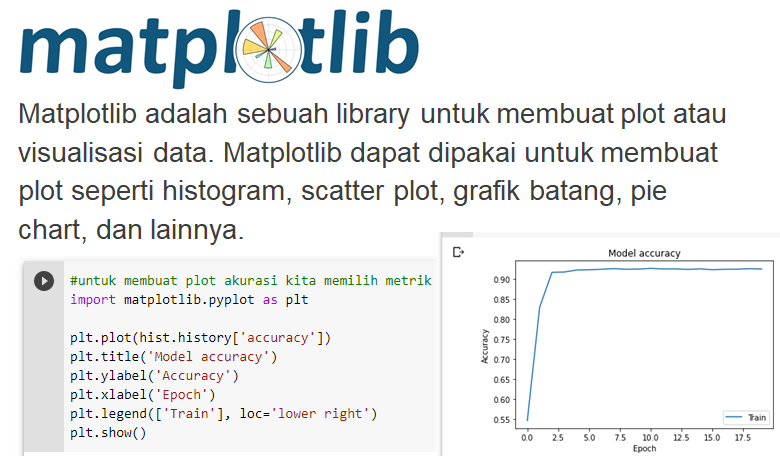 matplotlib
Matplotlib adalah sebuah library untuk membuat plot atau
visualisasi data. Matplotlib dapat dipakai untuk membuat
plot seperti histogram, scatter plot, grafik batang, pie
chart, dan lainnya.
#untuk membuat plot akurasi kita memilih metrik
import matplotlib.pyplot as plt
plt.plot(hist.history['accuracy'])
plt.title('Model accuracy')
plt.ylabel('Accuracy')
plt.xlabel('Epoch')
plt.legend(['Train'], loc='lower right')
plt.show()
Model accuracy
0.90
0.85
0.80
0.75
0.70
0.65
0.60
0.55
Accuracy
Train
0.0 2.5 5.0 7.5 10.0 12.5 15.0 17.5
Epoch